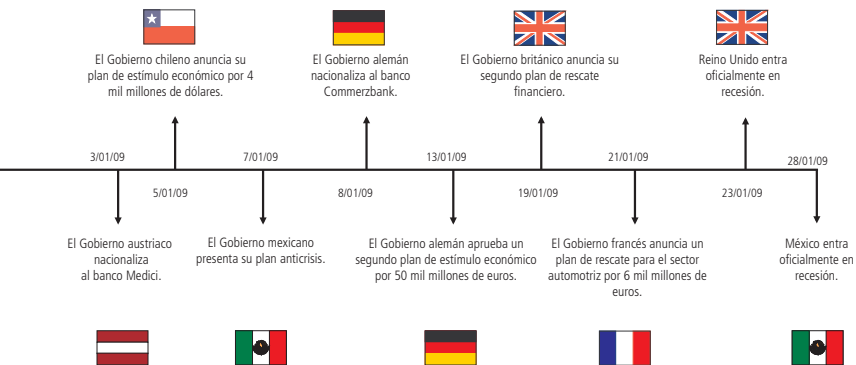 El Gobierno chileno anuncia su
plan de estímulo económico por 4
mil millones de dólares.
El Gobierno alemán
nacionaliza al banco
Commerzbank.
El Gobierno británico anuncia su
segundo plan de rescate
financiero.
Reino Unido entra
oficialmente en
recesión.
3/01/09
7/01/09
13/01/09
21/01/09
28/01/09
5/01/09
8/01/09
19/01/09
23/01/09
El Gobierno austriaco
nacionaliza
al banco Medici.
El Gobierno mexicano
presenta su plan anticrisis.
El Gobierno alemán aprueba un
segundo plan de estímulo económico
por 50 mil millones de euros.
El Gobierno francés anuncia un
plan de rescate para el sector
automotriz por 6 mil millones de
euros.
México entra
oficialmente en
recesión.